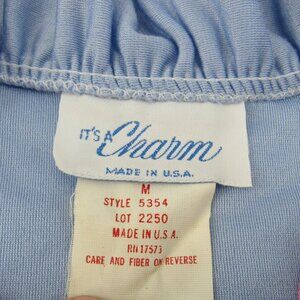 IT'S A Charm
MADE IN U.S.A.
M
STYLE 5354
LOT 2250
MADE IN U.S.A.
RN 17573
CARE AND FIBER ON REVERSE